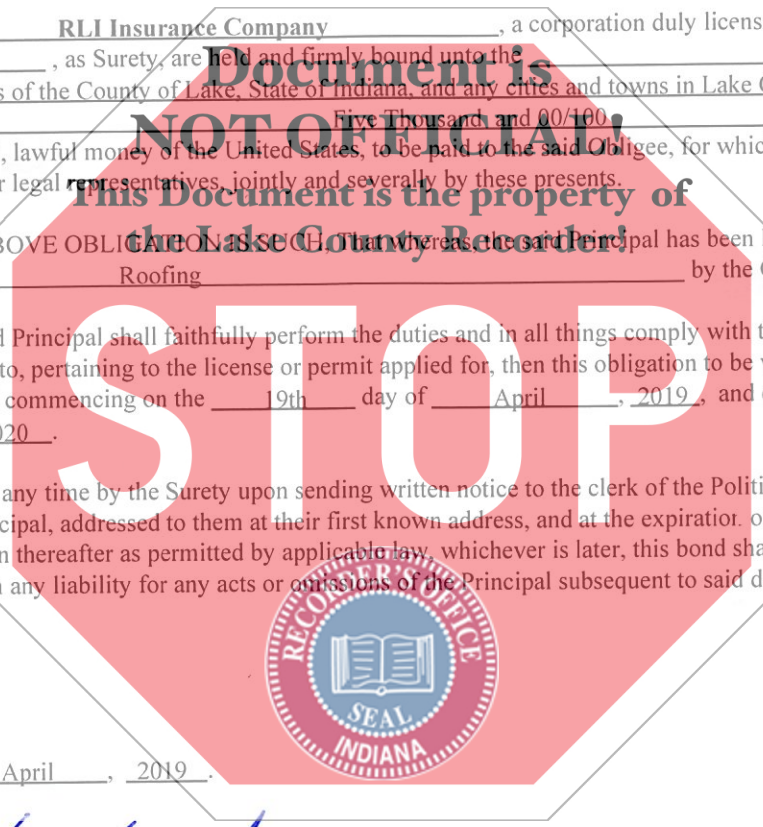 RLI Insurance Company , a corporation duly licens
, as Surety, are held and firmly bound unto the
Document is
s of the County of Lake, State of Indiana, and any cities and towns in Lake
Five Thousand and 00/100
NOT OFFICIAL!
, lawful money of the United States, to be paid to the said Obligee, for whic
r legal representatives, jointly and severally by these presents.
This Document is the property of
the Lake County Recorder!
BOVE OBLIGATION IS SUCH, That whereas, the said Principal has been
Roofing by the
d Principal shall faithfully perform the duties and in all things comply with t
to, pertaining to the license or permit applied for, then this obligation to be
commencing on the 19th day of April , 2019 , and
020 .
STOP
any time by the Surety upon sending written notice to the clerk of the Politi
cipal, addressed to them at their first known address, and at the expiration o
n thereafter as permitted by applicable law, whichever is later, this bond sha
any liability for any acts or omissions of the Principal subsequent to said d
RECORDER'S OFFICE
SEAL
INDIANA
April , 2019 .